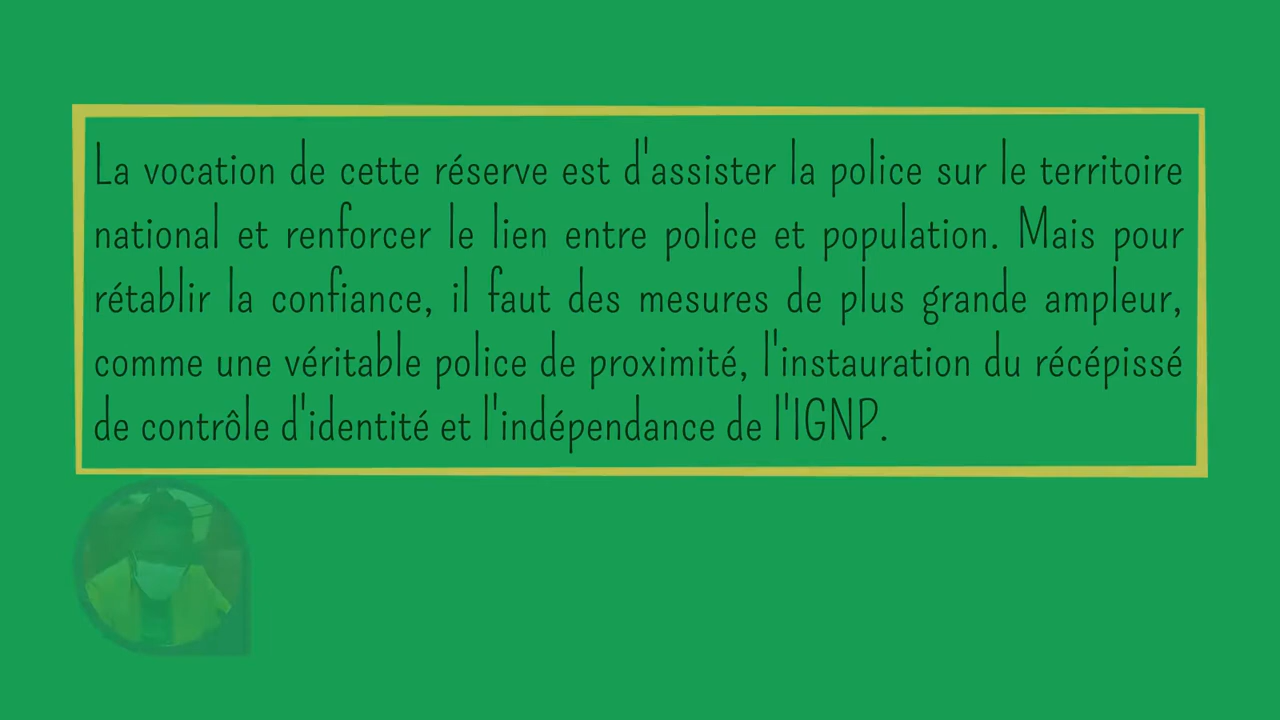 La vocation de cette réserve est d'assister la police sur le territoire
national et renforcer le lien entre police et population. Mais pour
rétablir la confiance, il faut des mesures de plus grande ampleur,
comme une véritable police de proximité, l'instauration du récépissé
de contrôle d'identité et l'indépendance de l'IGNP.